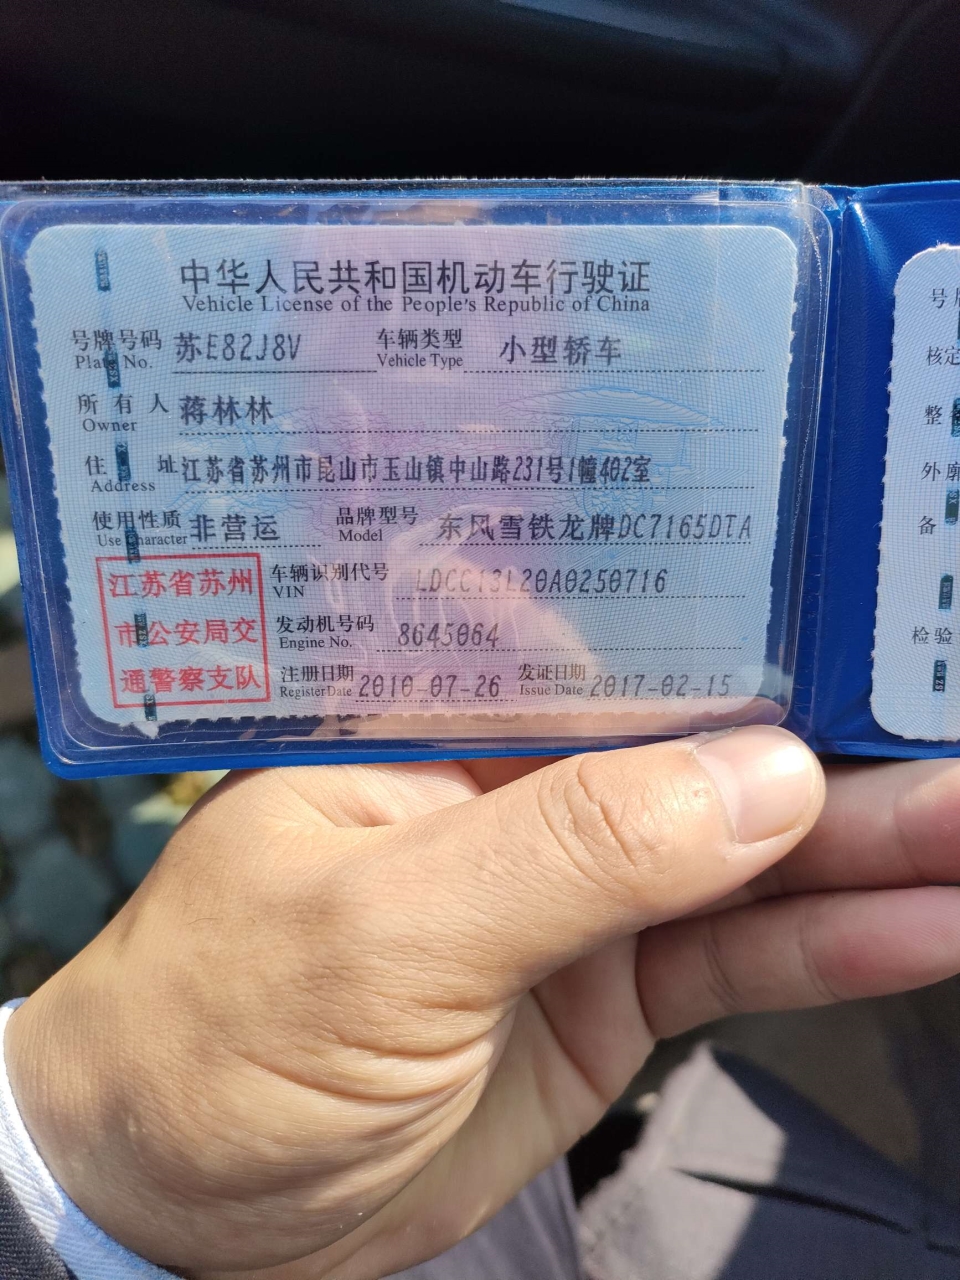 中华人民共和国机动车行驶证
Vehicle License of the People's Republic of China
号牌号码 苏E82J8V 车辆类型 小型轿车
Plate No. Vehicle Type
所有人 蒋林林
Owner
住址 江苏省苏州市昆山市玉山镇中山路231号1幢402室
Address
使用性质 非营运 品牌型号 东风雪铁龙牌DC7165DTA
Use Character Model
江苏省苏州
市公安局交
通警察支队
车辆识别代号 LDCC13L20A0250716
VIN
发动机号码 8645064
Engine No.
注册日期 2010-07-26 发证日期 2017-02-15
Register Date Issue Date
号
核定
整
外廓
备
检验